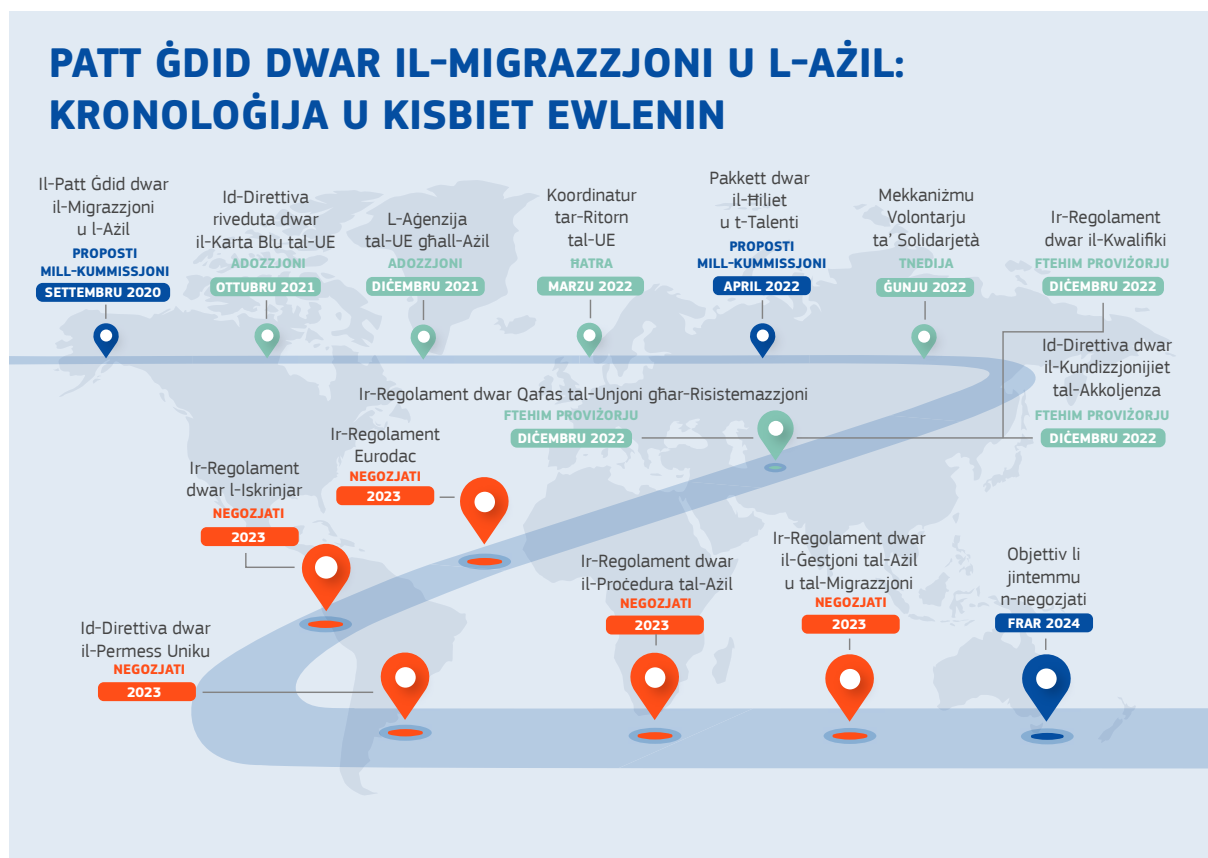 PATT ĠDID DWAR IL-MIGRAZZJONI U L-AŻIL:
KRONOLOĠIJA U KISBIET EWLENIN
Il-Patt Ġdid dwar
il-Migrazzjoni
u l-Ażil
PROPOSTI
MILL-KUMMISSJONI
SETTEMBRU 2020
Id-Direttiva
riveduta dwar
il-Karta Blu tal-UE
ADOZZJONI
OTTUBRU 2021
L-Aġenzija
tal-UE għall-Ażil
ADOZZJONI
DIĊEMBRU 2021
Koordinatur
tar-Ritorn
tal-UE
ĦATRA
MARZU 2022
Pakkett dwar
il-Ħiliet
u t-Talenti
PROPOSTI
MILL-KUMMISSJONI
APRIL 2022
Mekkaniżmu
Volontarju
ta' Solidarjetà
TNEDIJA
ĠUNJU 2022
Ir-Regolament
dwar il-Kwalifiki
FTEHIM PROVIŻORJU
DIĊEMBRU 2022
Id-Direttiva dwar
il-Kundizzjonijiet
tal-Akkoljenza
FTEHIM PROVIŻORJU
DIĊEMBRU 2022
Ir-Regolament dwar Qafas tal-Unjoni għar-Risistemazzjoni
FTEHIM PROVIŻORJU
DIĊEMBRU 2022
Ir-Regolament
Eurodac
NEGOZJATI
2023
Ir-Regolament
dwar l-Iskrinjar
NEGOZJATI
2023
Id-Direttiva dwar
il-Permess Uniku
NEGOZJATI
2023
Ir-Regolament dwar
il-Proċedura tal-Ażil
NEGOZJATI
2023
Ir-Regolament dwar
il-Ġestjoni tal-Ażil
u tal-Migrazzjoni
NEGOZJATI
2023
Objettiv li
jintemmu
n-negozjati
FRAR 2024